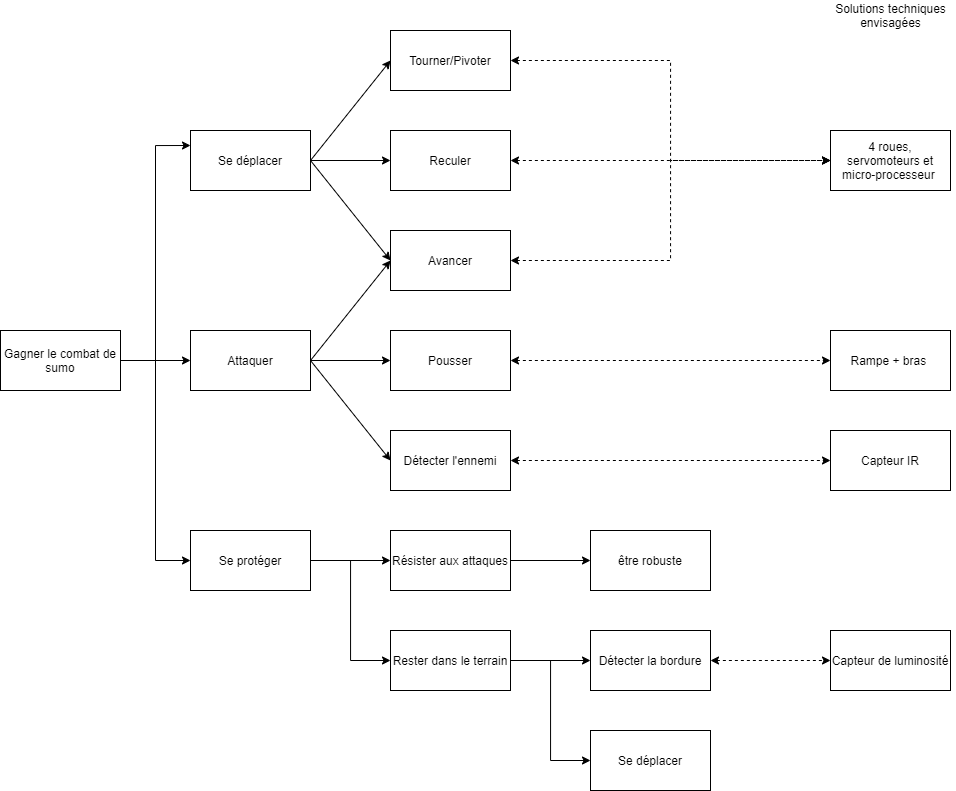 Solutions techniques
envisagées
Tourner/Pivoter
Se déplacer
Reculer
4 roues,
servomoteurs et
micro-processeur
Avancer
Gagner le combat de
sumo
Attaquer
Pousser
Rampe + bras
Détecter l'ennemi
Capteur IR
Se protéger
Résister aux attaques
être robuste
Rester dans le terrain
Détecter la bordure
Capteur de luminosité
Se déplacer